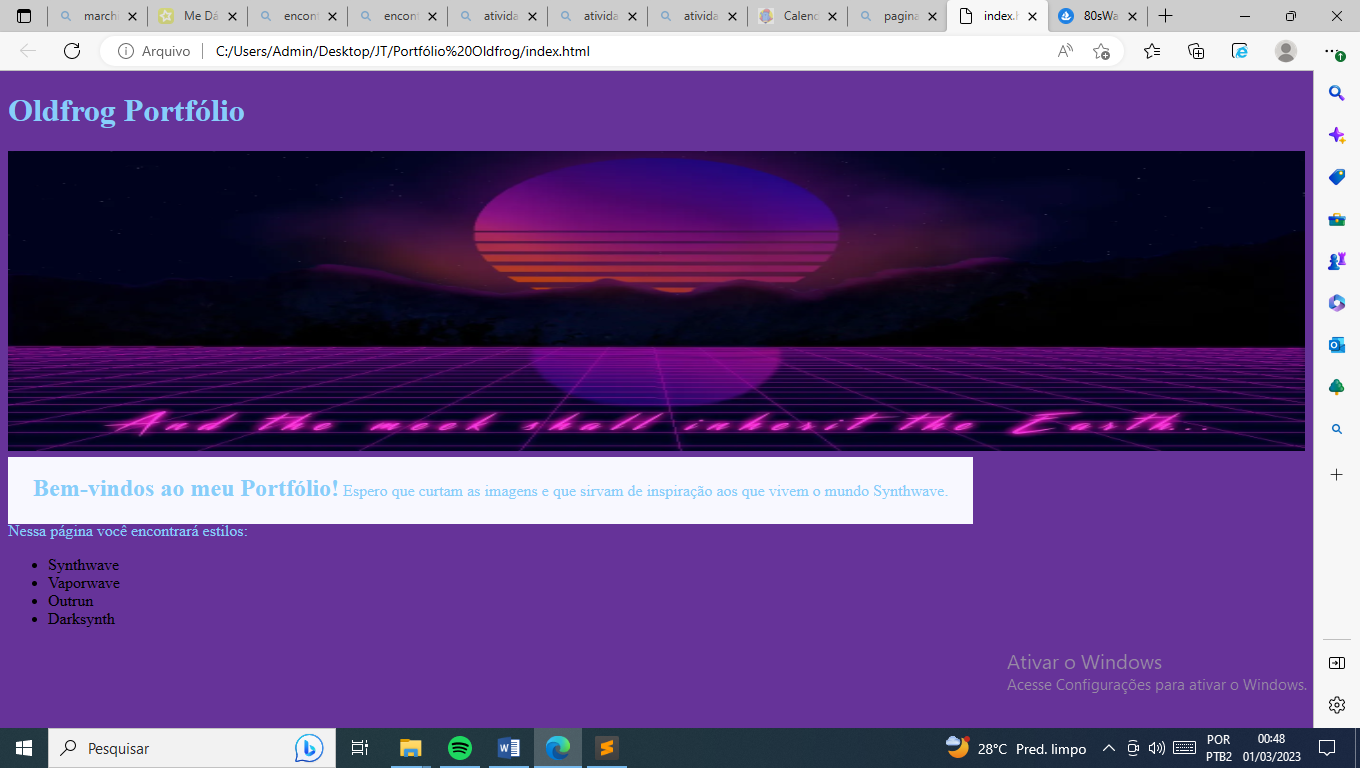 marchi
Me Dá
encont
encont
ativida
ativida
ativida
Calend
pagina
index.h
80sWa
Arquivo
C:/Users/Admin/Desktop/JT/Portfólio%20Oldfrog/index.html
Oldfrog Portfólio
And the meek shall inherit the Earth...
Bem-vindos ao meu Portfólio! Espero que curtam as imagens e que sirvam de inspiração aos que vivem o mundo Synthwave.
Nessa página você encontrará estilos:
Synthwave
Vaporwave
Outrun
Darksynth
Ativar o Windows
Acesse Configurações para ativar o Windows.
Pesquisar
28°C Pred. limpo
POR
PTB2
00:48
01/03/2023